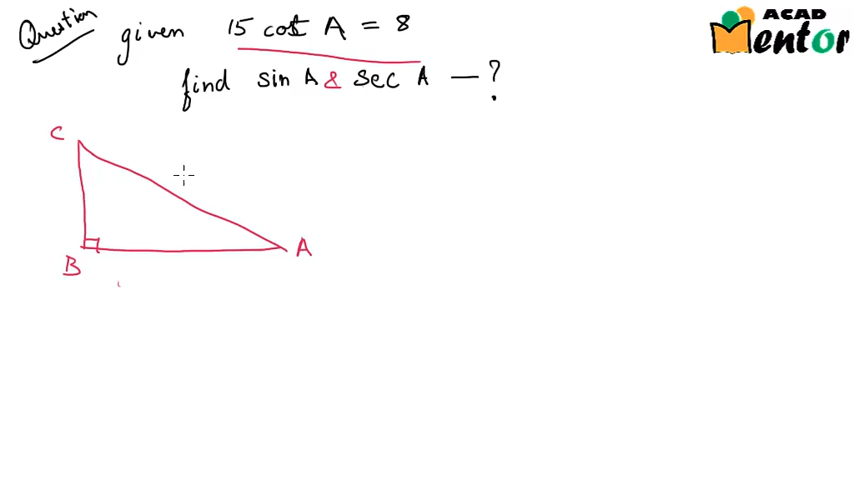 Question given 15 cot A = 8
find sin A & sec A — ?
ACAD
Mentor
C
B
A